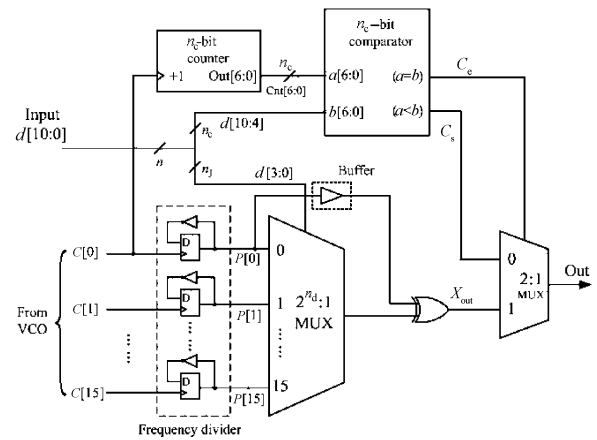 n_c-bit
counter
+1 Out[6:0]
n_c
Cnt[6:0]
n_c-bit
comparator
a[6:0] (a=b)
b[6:0] (a<b)
C_e
C_s
Input
d[10:0]
n
d[10:4]
n_c
n_J
d[3:0]
Buffer
From
VCO
C[0]
C[1]
C[15]
D
D
D
P[0]
P[1]
P[15]
0
1
15
2^{n_d}:1
MUX
X_out
0
1
2:1
MUX
Out
Frequency divider